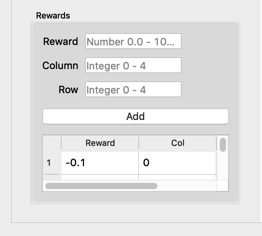 Rewards
Reward Number 0.0 - 10...
Column Integer 0 - 4
Row Integer 0 - 4
Add
Reward Col
1 -0.1 0